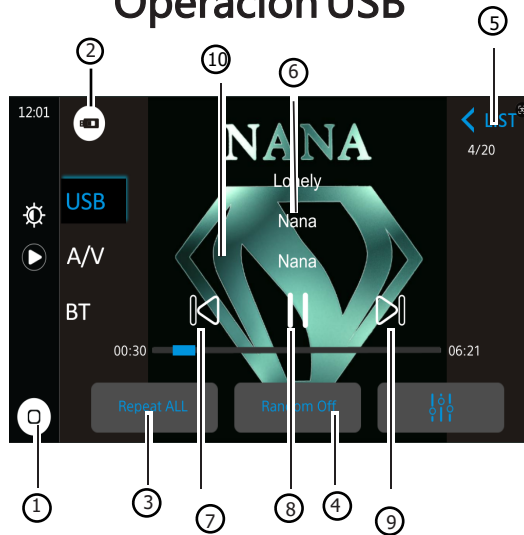 Operación USB
2
10
6
5
12:01
LIST
4/20
NANA
Lonely
USB
Nana
A/V
Nana
BT
00:30
06:21
Repeat ALL
Random Off
1
3
7
8
4
9